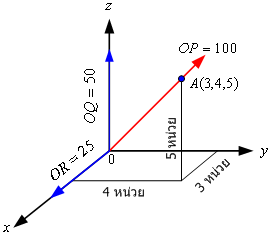 z
OP = 100
OQ = 50
A(3,4,5)
OR = 25
5 หน่วย
0
y
4 หน่วย
3 หน่วย
x